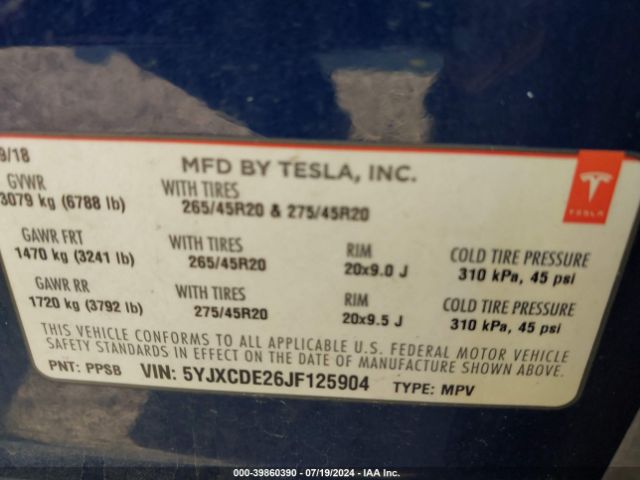 9/18 MFD BY TESLA, INC.
TESLA
GVWR WITH TIRES
3079 kg (6788 lb) 265/45R20 & 275/45R20
GAWR FRT WITH TIRES RIM COLD TIRE PRESSURE
1470 kg (3241 lb) 265/45R20 20x9.0 J 310 kPa, 45 psi
GAWR RR WITH TIRES RIM COLD TIRE PRESSURE
1720 kg (3792 lb) 275/45R20 20x9.5 J 310 kPa, 45 psi
THIS VEHICLE CONFORMS TO ALL APPLICABLE U.S. FEDERAL MOTOR VEHICLE
SAFETY STANDARDS IN EFFECT ON THE DATE OF MANUFACTURE SHOWN ABOVE.
PNT: PPSB VIN: 5YJXCDE26JF125904 TYPE: MPV
000-39860390 - 07/19/2024 - IAA Inc.